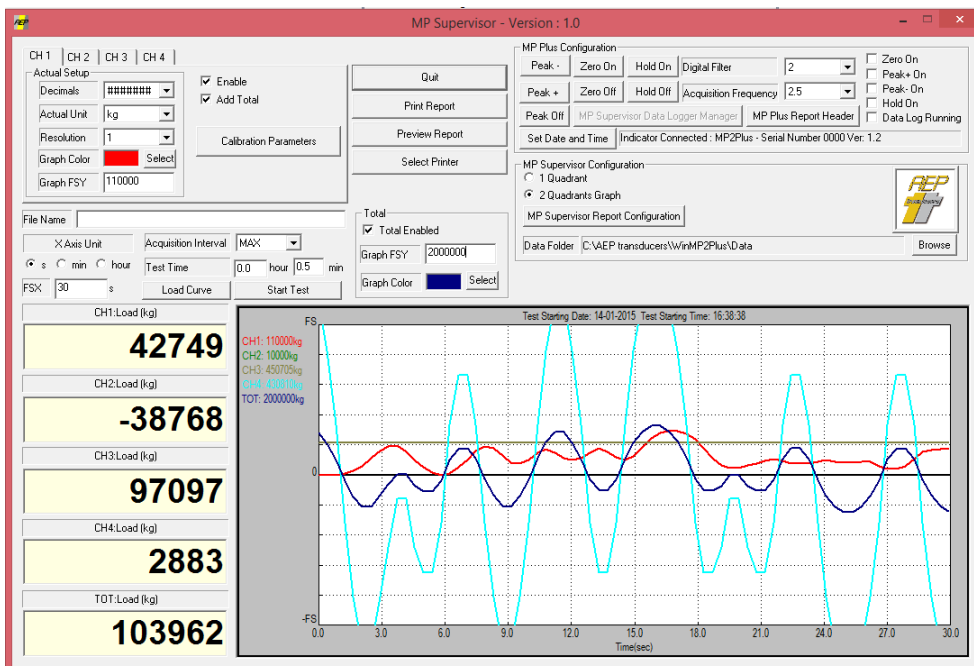 AEP MP Supervisor - Version : 1.0
CH 1 CH 2 CH 3 CH 4
Actual Setup
Decimals ####### 
Actual Unit kg
Resolution 1
Graph Color Select
Graph FSY 110000
Enable
Add Total
Calibration Parameters
Quit
Print Report
Preview Report
Select Printer
MP Plus Configuration
Peak - Zero On Hold On Digital Filter 2
Peak + Zero Off Hold Off Acquisition Frequency 2.5
Peak Off MP Supervisor Data Logger Manager MP Plus Report Header
Zero On
Peak+ On
Peak- On
Hold On
Data Log Running
Set Date and Time Indicator Connected : MP2Plus - Serial Number 0000 Ver: 1.2
MP Supervisor Configuration
1 Quadrant
2 Quadrants Graph
MP Supervisor Report Configuration
AEP
Data Folder C:\AEP transducers\WinMP2Plus\Data Browse
File Name
X Axis Unit Acquisition Interval MAX
s min hour Test Time 0.0 hour 0.5 min
FSX 30 s Load Curve Start Test
Total
Total Enabled
Graph FSY 2000000
Graph Color Select
CH1:Load (kg)
42749
CH2:Load (kg)
-38768
CH3:Load (kg)
97097
CH4:Load (kg)
2883
TOT:Load (kg)
103962
Test Starting Date: 14-01-2015 Test Starting Time: 16:38:38
FS
CH1: 110000kg
CH2: 10000kg
CH3: 450705kg
TOT: 2000000kg
0
-FS
0.0 3.0 6.0 9.0 12.0 15.0 18.0 21.0 24.0 27.0 30.0
Time(sec)